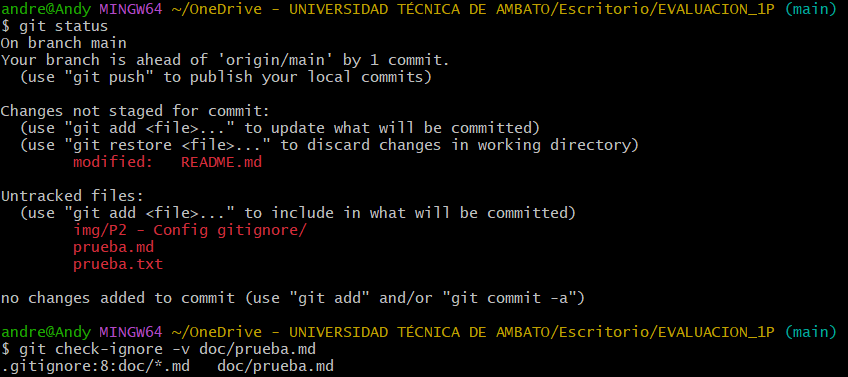 andre@Andy MINGW64 ~/OneDrive - UNIVERSIDAD TÉCNICA DE AMBATO/Escritorio/EVALUACION_1P (main)
$ git status
On branch main
Your branch is ahead of 'origin/main' by 1 commit.
  (use "git push" to publish your local commits)

Changes not staged for commit:
  (use "git add <file>..." to update what will be committed)
  (use "git restore <file>..." to discard changes in working directory)
        modified:   README.md

Untracked files:
  (use "git add <file>..." to include in what will be committed)
        img/P2 - Config gitignore/
        prueba.md
        prueba.txt

no changes added to commit (use "git add" and/or "git commit -a")

andre@Andy MINGW64 ~/OneDrive - UNIVERSIDAD TÉCNICA DE AMBATO/Escritorio/EVALUACION_1P (main)
$ git check-ignore -v doc/prueba.md
.gitignore:8:doc/*.md   doc/prueba.md